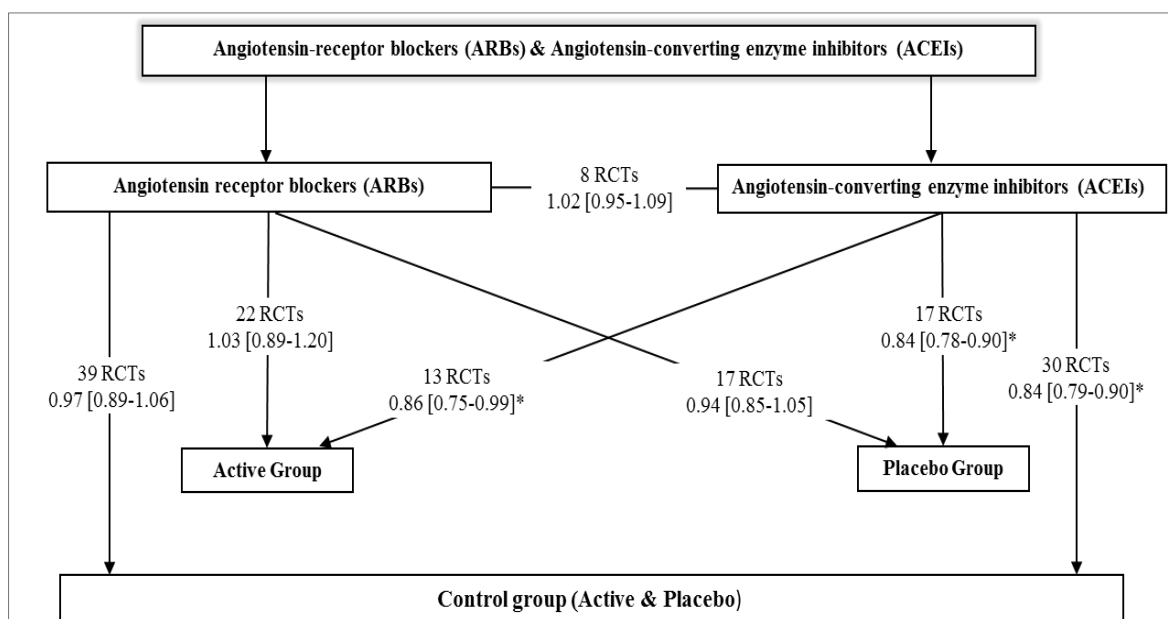 Angiotensin-receptor blockers (ARBs) & Angiotensin-converting enzyme inhibitors (ACEIs)
Angiotensin receptor blockers (ARBs)
8 RCTs
1.02 [0.95-1.09]
Angiotensin-converting enzyme inhibitors (ACEIs)
39 RCTs
0.97 [0.89-1.06]
22 RCTs
1.03 [0.89-1.20]
13 RCTs
0.86 [0.75-0.99]*
17 RCTs
0.94 [0.85-1.05]
17 RCTs
0.84 [0.78-0.90]*
30 RCTs
0.84 [0.79-0.90]*
Active Group
Placebo Group
Control group (Active & Placebo)